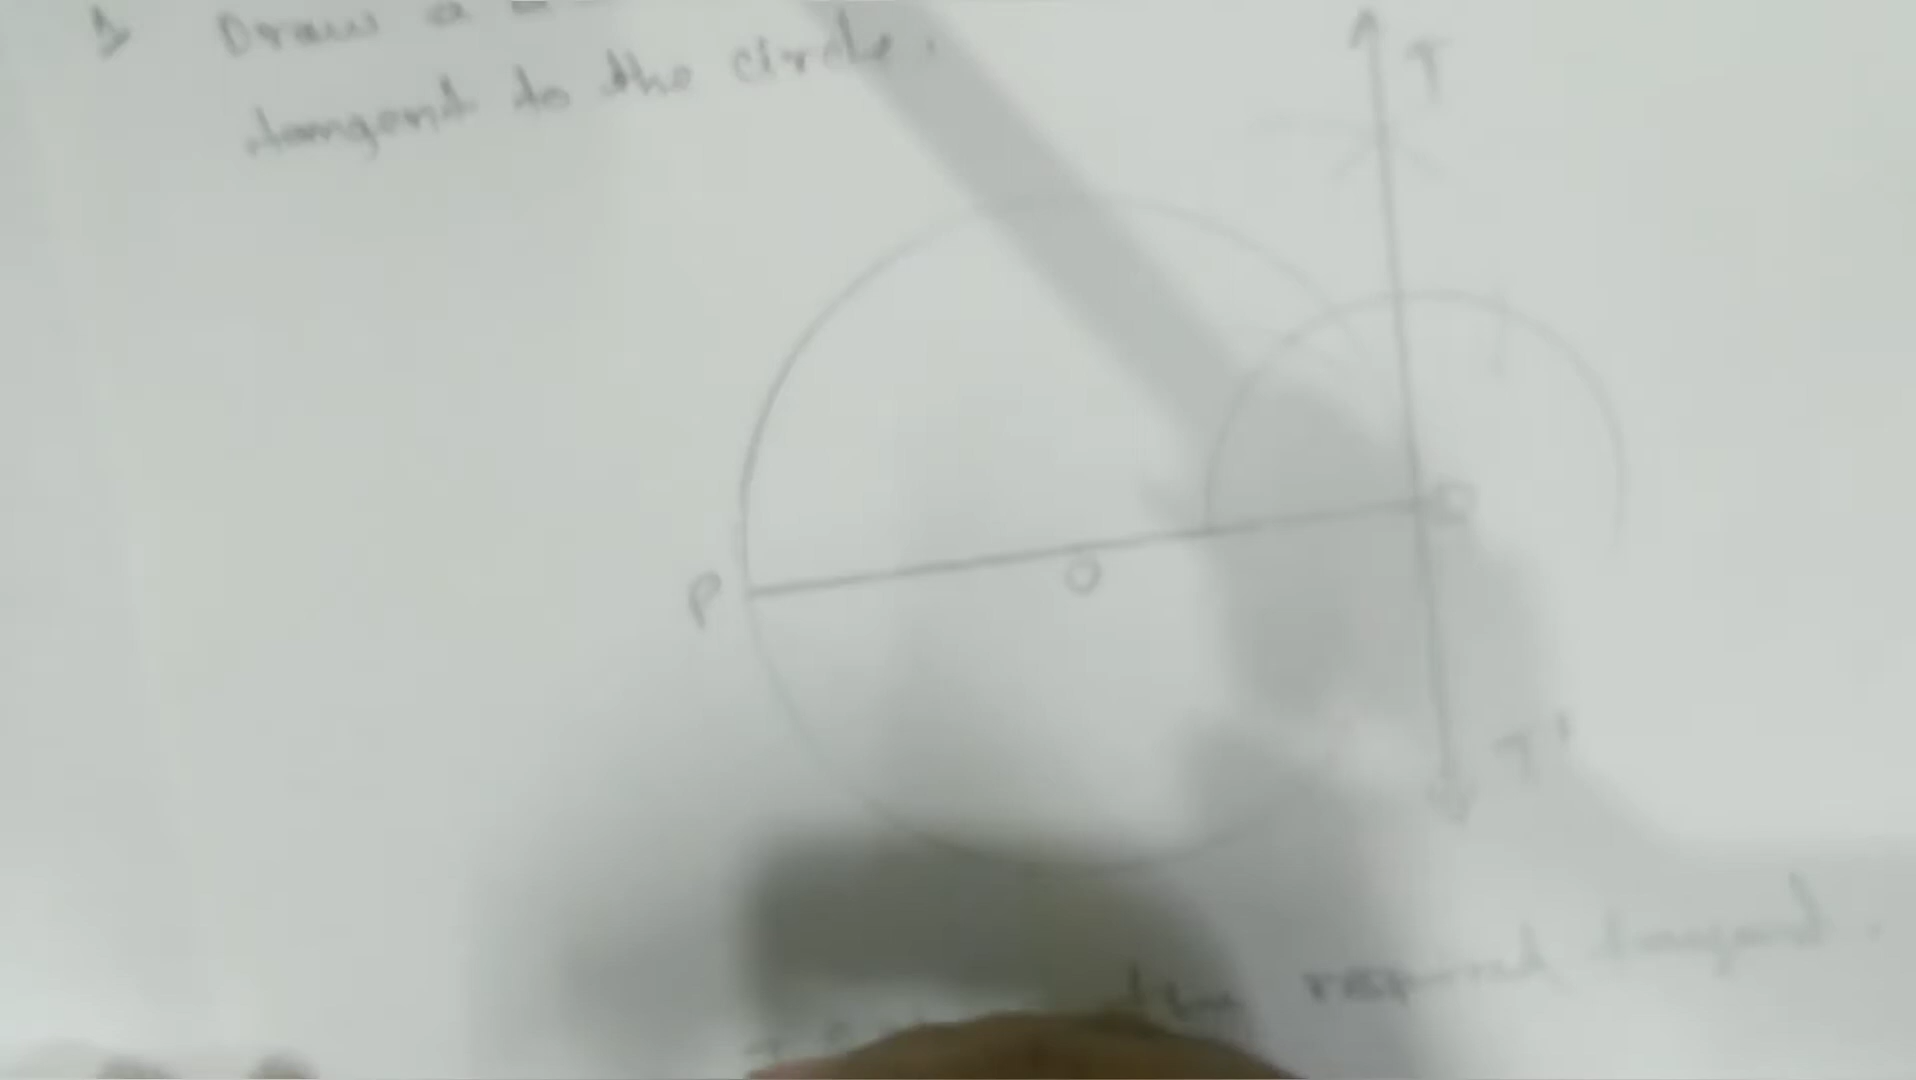 Draw a
tangent to the circle.
T
Q
P
O
T'
the required tangent.